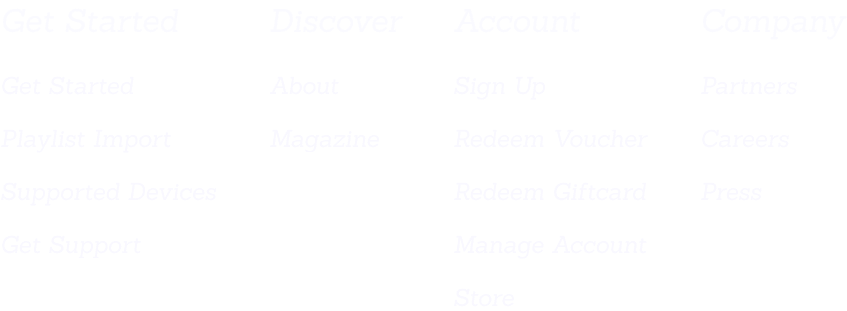 Get Started
Get Started
Playlist Import
Supported Devices
Get Support
Discover
About
Magazine
Account
Sign Up
Redeem Voucher
Redeem Giftcard
Manage Account
Store
Company
Partners
Careers
Press